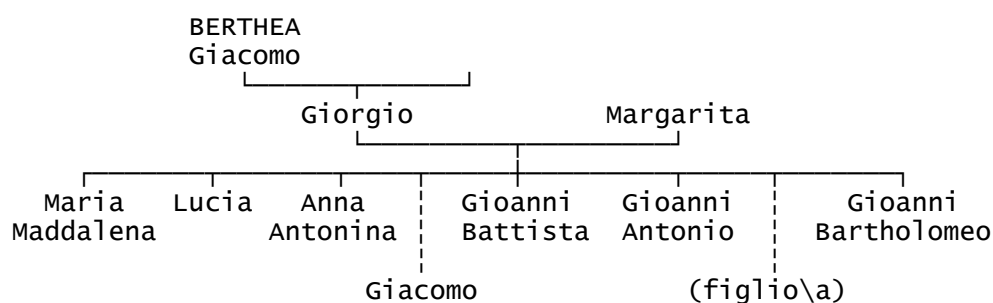 BERTHEA
Giacomo
Giorgio Margarita
Maria Lucia Anna Gioanni Gioanni Gioanni
Maddalena Antonina Battista Antonio Bartholomeo
Giacomo (figlio\a)